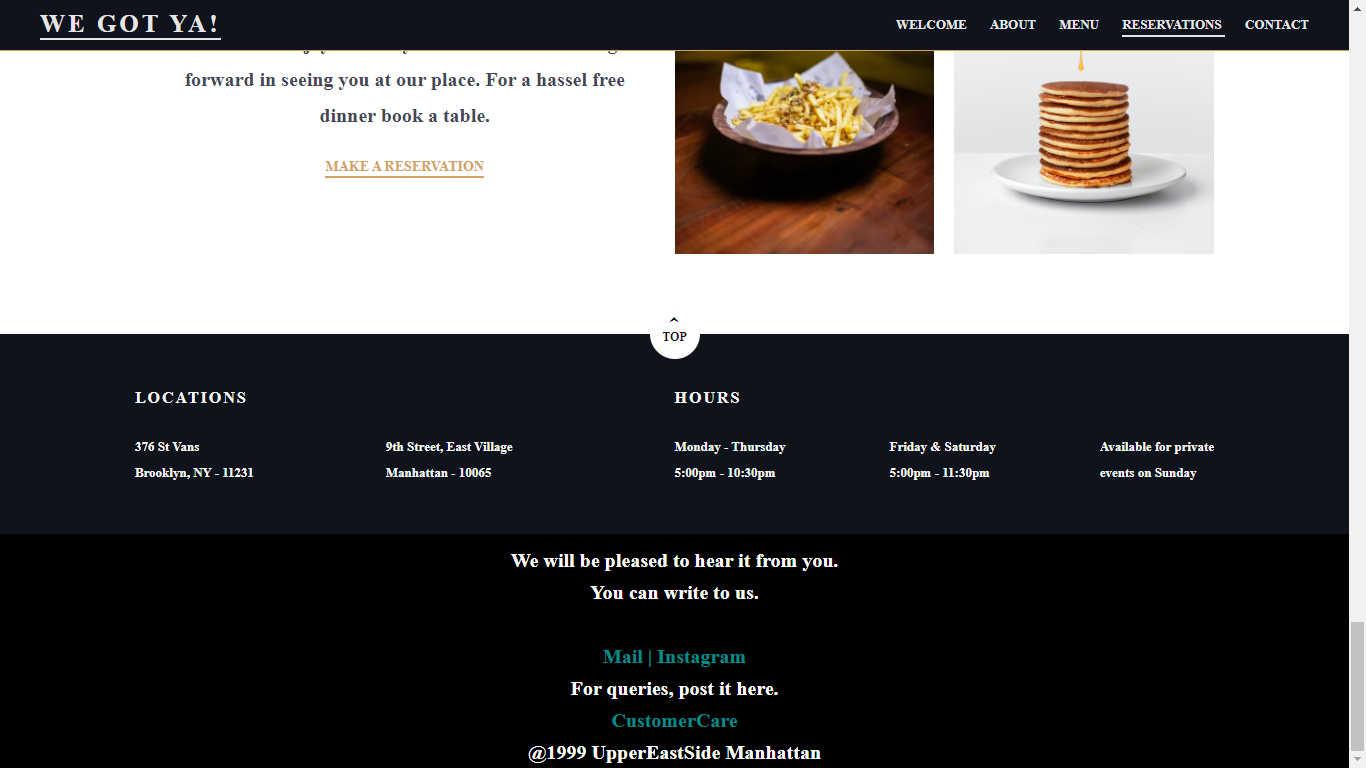 WE GOT YA!
WELCOME ABOUT MENU RESERVATIONS CONTACT
forward in seeing you at our place. For a hassel free
dinner book a table.
MAKE A RESERVATION
TOP
LOCATIONS
376 St Vans
Brooklyn, NY - 11231
9th Street, East Village
Manhattan - 10065
HOURS
Monday - Thursday
5:00pm - 10:30pm
Friday & Saturday
5:00pm - 11:30pm
Available for private
events on Sunday
We will be pleased to hear it from you.
You can write to us.
Mail | Instagram
For queries, post it here.
CustomerCare
@1999 UpperEastSide Manhattan